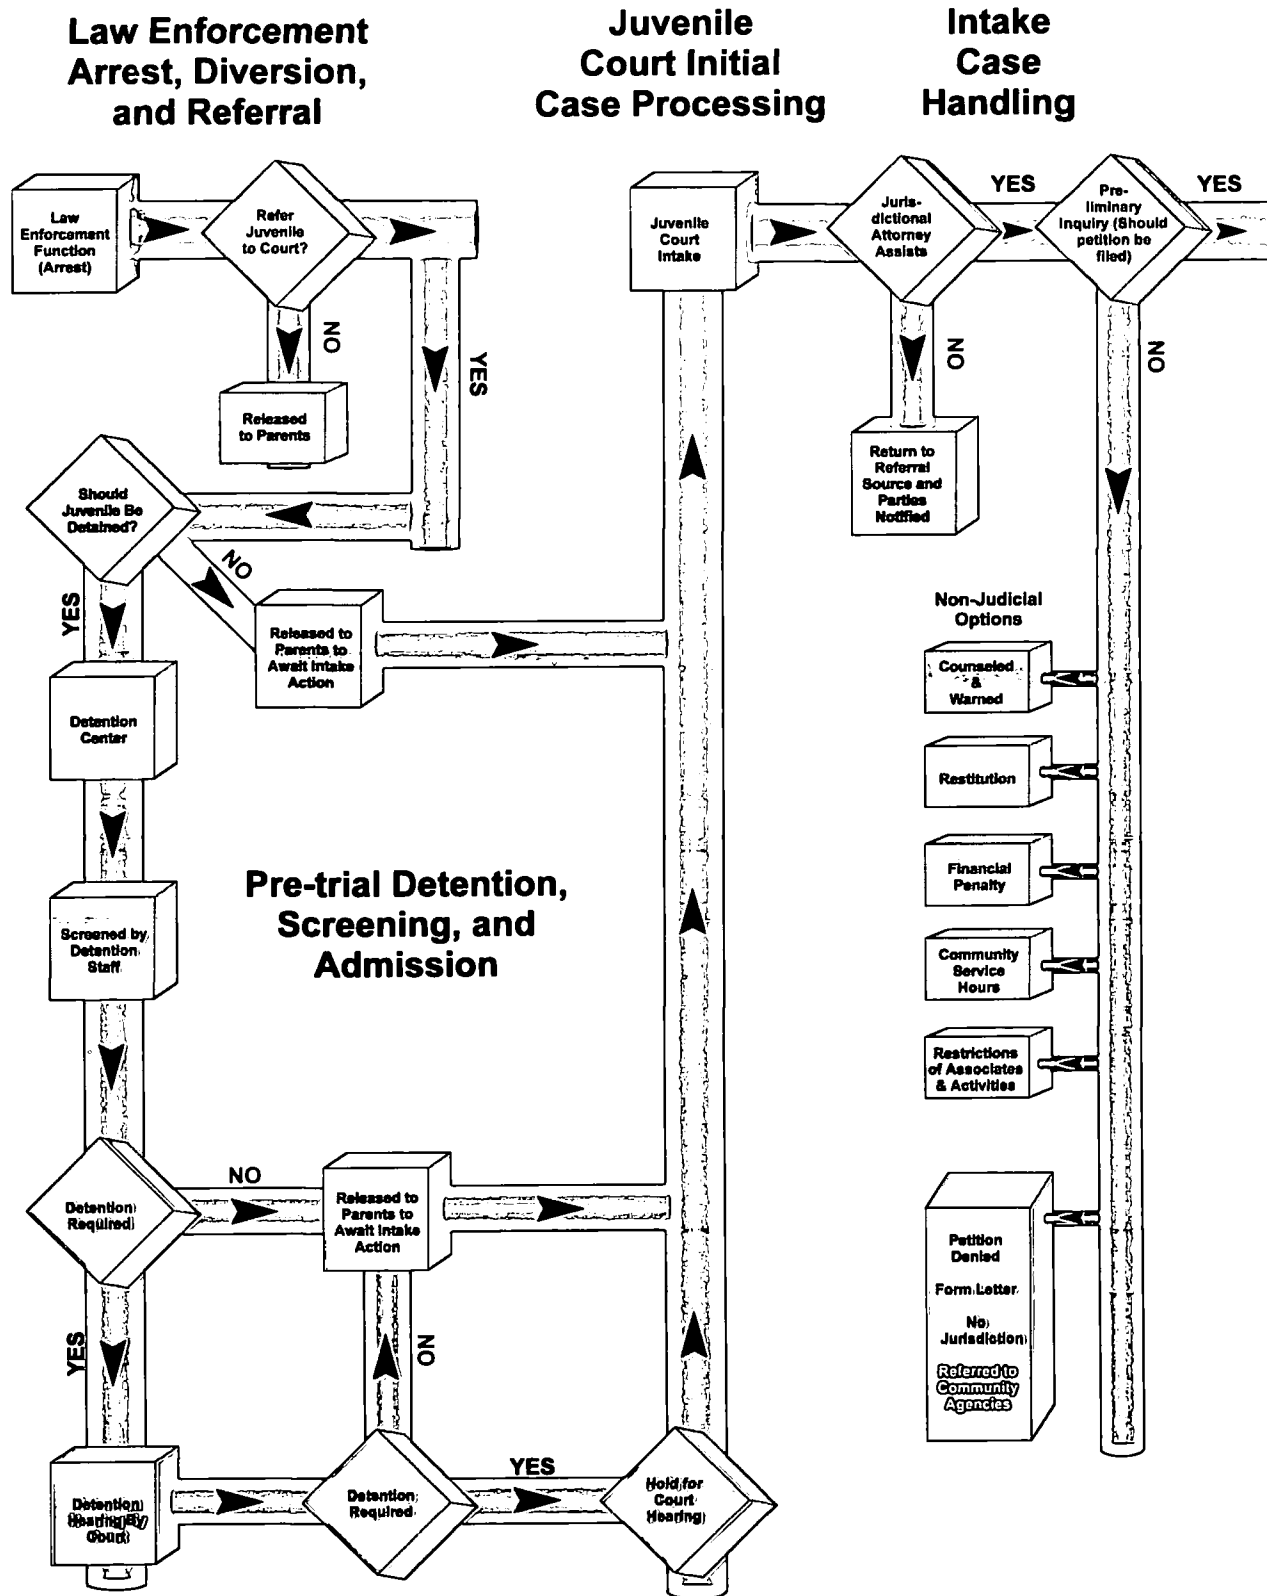 Law Enforcement
Arrest, Diversion,
and Referral
Juvenile
Court Initial
Case Processing
Intake
Case
Handling
Law
Enforcement
Function
(Arrest)
Refer
Juvenile
to Court?
NO
YES
Released
to Parents
Should
Juvenile Be
Detained?
NO
YES
Released to
Parents to
Await Intake
Action
Detention
Center
Screened by
Detention
Staff
Pre-trial Detention,
Screening, and
Admission
Detention
Required
NO
YES
Released to
Parents to
Await Intake
Action
NO
Detention
Hearing By
Court
Detention
Required
YES
Hold for
Court
Hearing
Juvenile
Court
Intake
Juris-
dictional
Attorney
Assists
YES
NO
Return to
Referral
Source and
Parties
Notified
Pre-
liminary
Inquiry (Should
petition be
filed)
YES
NO
Non-Judicial
Options
Counseled
&
Warned
Restitution
Financial
Penalty
Community
Service
Hours
Restrictions
of Associates
& Activities
Petition
Denied
Form Letter
No
Jurisdiction
Referred to
Community
Agencies